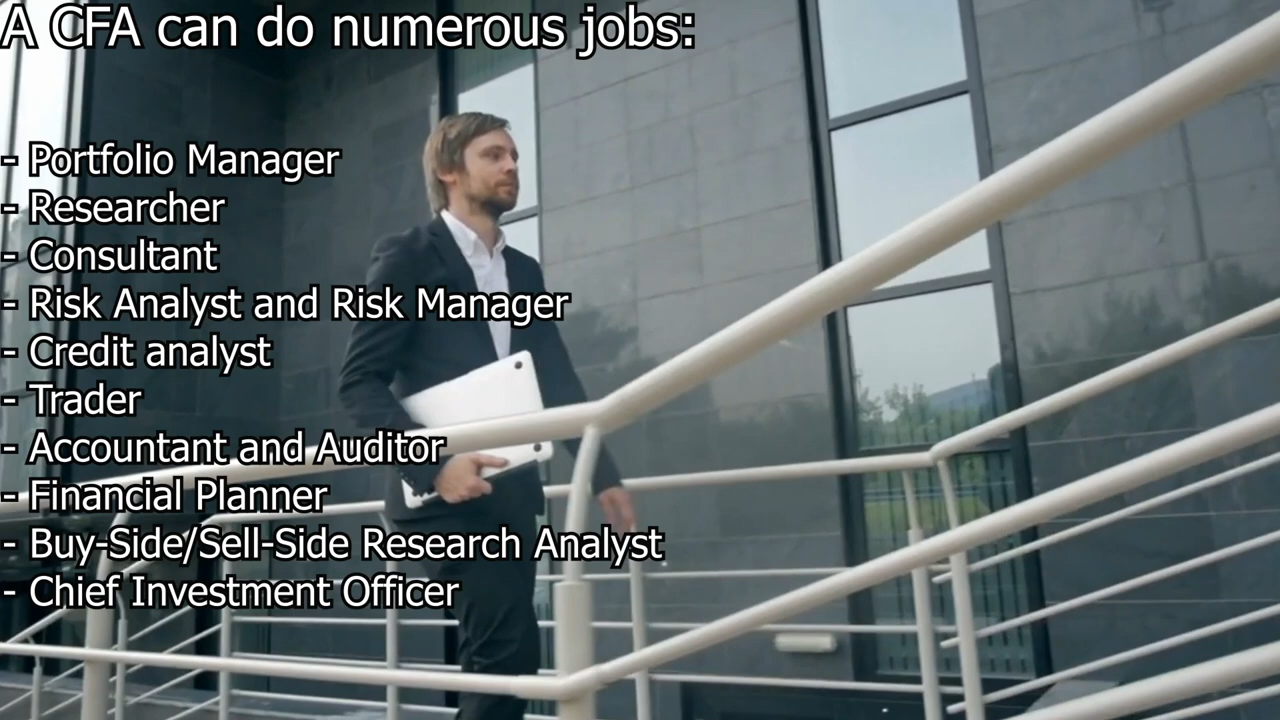 A CFA can do numerous jobs:
- Portfolio Manager
- Researcher
- Consultant
- Risk Analyst and Risk Manager
- Credit analyst
- Trader
- Accountant and Auditor
- Financial Planner
- Buy-Side/Sell-Side Research Analyst
- Chief Investment Officer